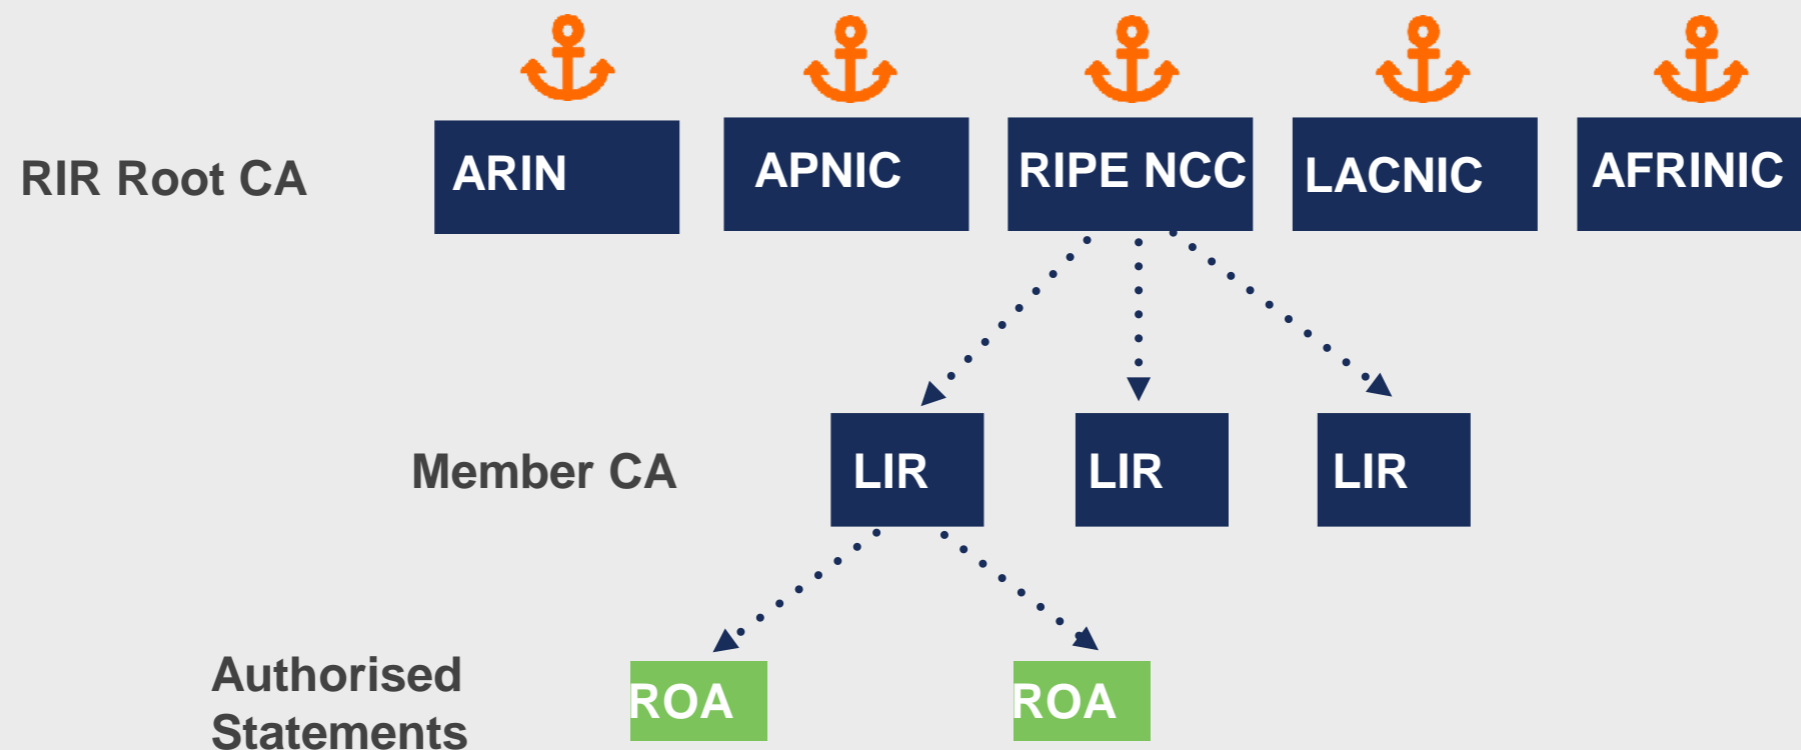 RIR Root CA
ARIN
APNIC
RIPE NCC
LACNIC
AFRINIC
Member CA
LIR
LIR
LIR
Authorised
Statements
ROA
ROA